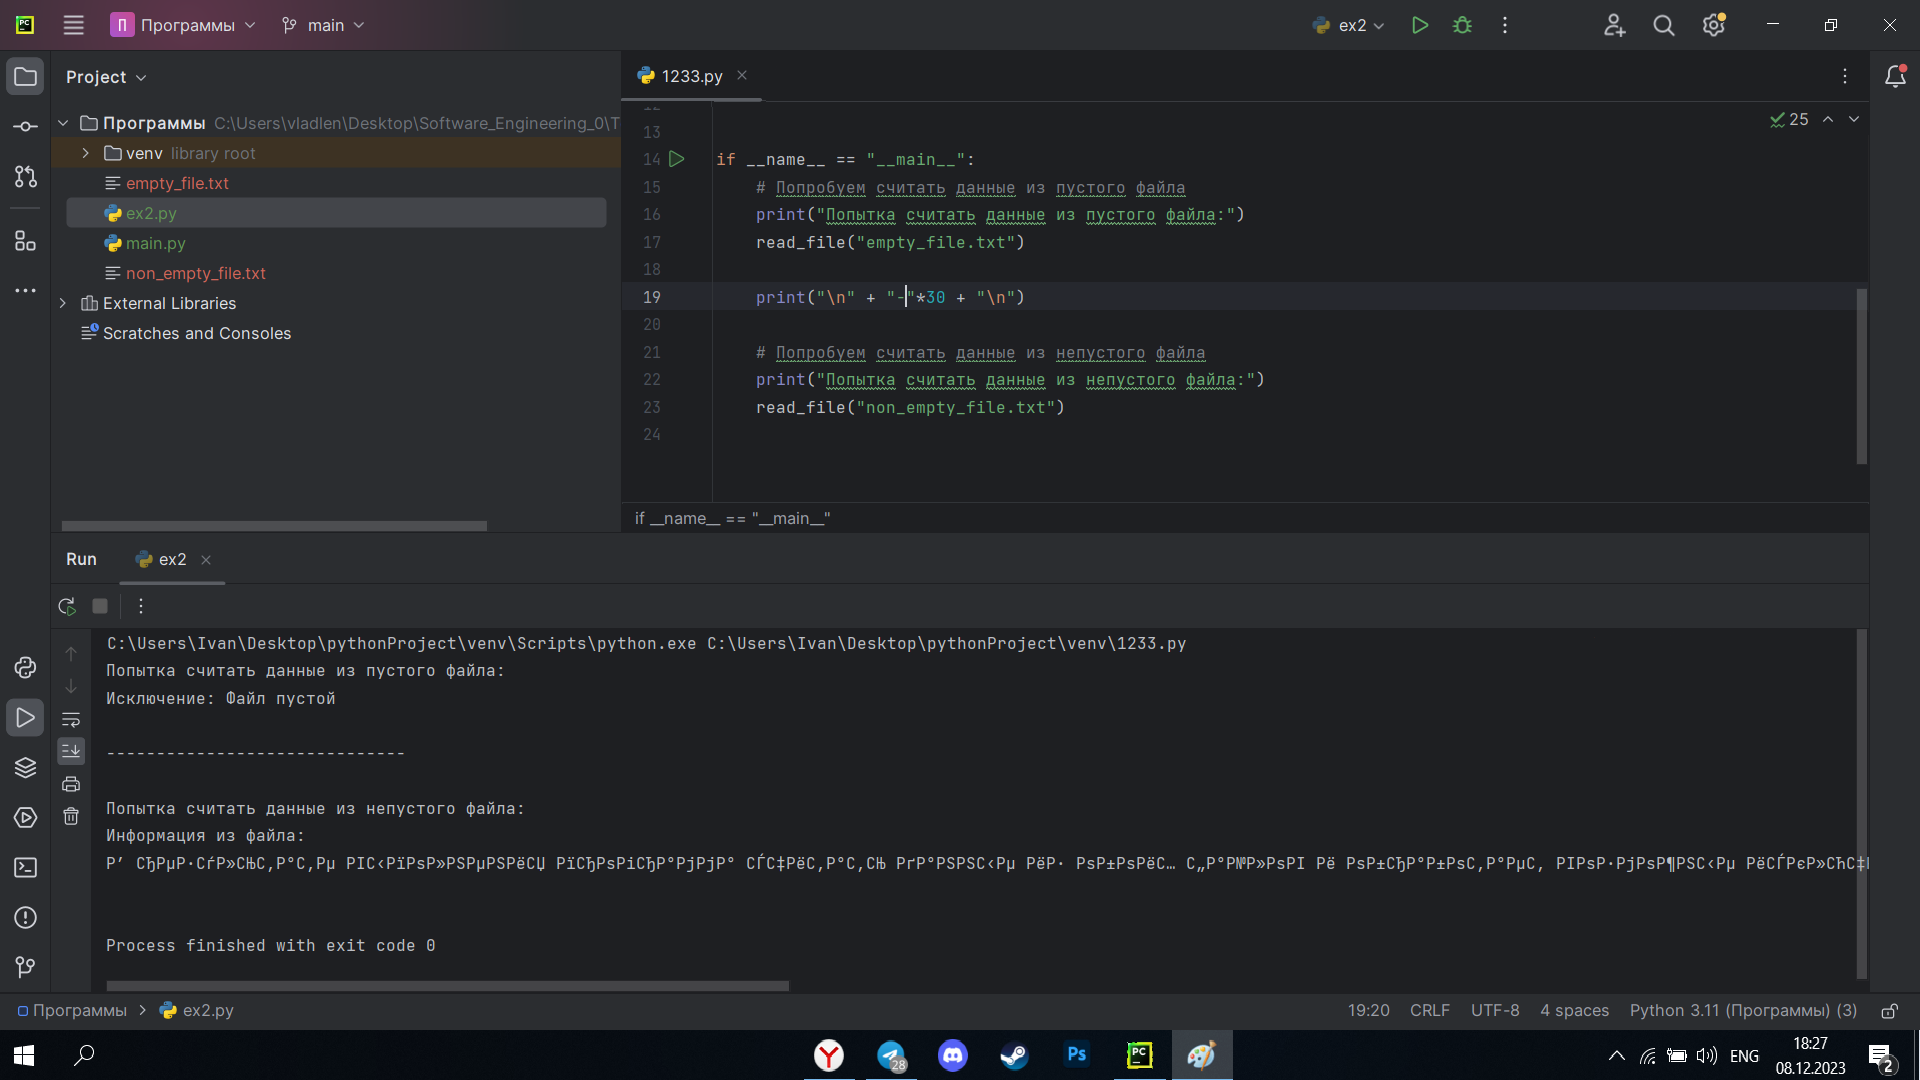 Программы
main
ex2
Project
Программы C:\Users\vladlen\Desktop\Software_Engineering_0\T
venv library root
empty_file.txt
ex2.py
main.py
non_empty_file.txt
External Libraries
Scratches and Consoles
1233.py
25
13
14 if __name__ == "__main__":
15 # Попробуем считать данные из пустого файла
16 print("Попытка считать данные из пустого файла:")
17 read_file("empty_file.txt")
18
19 print("\n" + "-"*30 + "\n")
20
21 # Попробуем считать данные из непустого файла
22 print("Попытка считать данные из непустого файла:")
23 read_file("non_empty_file.txt")
24
if __name__ == "__main__"
Run
ex2
C:\Users\Ivan\Desktop\pythonProject\venv\Scripts\python.exe C:\Users\Ivan\Desktop\pythonProject\venv\1233.py
Попытка считать данные из пустого файла:
Исключение: Файл пустой
------------------------------
Попытка считать данные из непустого файла:
Информация из файла:
Р’ СЂРµР·СѓР»СЊС‚Р°С‚Рµ РІС‹РїРѕР»РЅРµРЅРёСЏ РїСЂРѕРіСЂР°РјРјР° СЃС‡РёС‚Р°С‚СЊ РґР°РЅРЅС‹Рµ РёР· РѕР±РѕРёС… С„Р°Р№Р»РѕРІ Рё РѕР±СЂР°Р±РѕС‚Р°РµС‚ РІРѕР·РјРѕР¶РЅС‹Рµ РёСЃРєР»СЋС‡
Process finished with exit code 0
Программы > ex2.py
19:20 CRLF UTF-8 4 spaces Python 3.11 (Программы) (3)
28
Ps
PC
ENG
18:27
08.12.2023
2